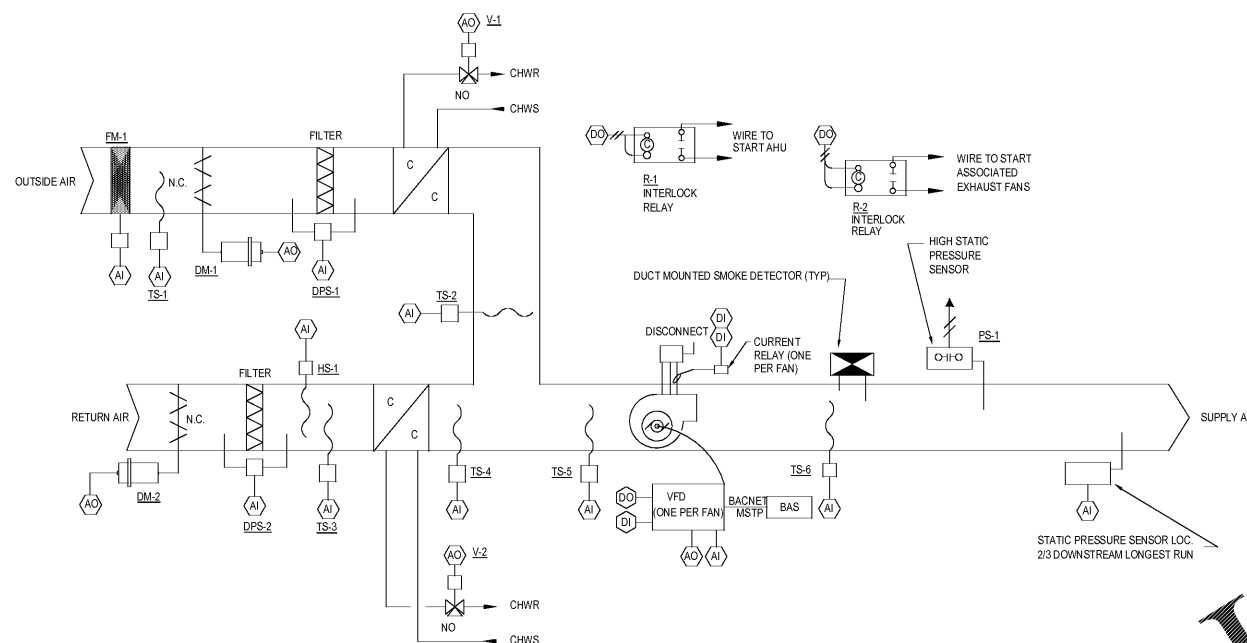 AO
V-1
CHWR
NO
CHWS
FM-1
FILTER
C
C
OUTSIDE AIR
N.C.
AI
AI
TS-1
DM-1
AO
AI
DPS-1
DO
C
WIRE TO
START AHU
R-1
INTERLOCK
RELAY
DO
C
WIRE TO START
ASSOCIATED
EXHAUST FANS
R-2
INTERLOCK
RELAY
HIGH STATIC
PRESSURE
SENSOR
DUCT MOUNTED SMOKE DETECTOR (TYP)
AI
TS-2
DISCONNECT
DI
DI
CURRENT
RELAY (ONE
PER FAN)
PS-1
AI
HS-1
FILTER
C
C
RETURN AIR
N.C.
SUPPLY A
AO
DM-2
AI
DPS-2
AI
TS-3
AI
TS-4
AI
TS-5
DO
DI
VFD
(ONE PER FAN)
AO
AI
BACNET
MSTP
BAS
TS-6
AI
AI
STATIC PRESSURE SENSOR LOC.
2/3 DOWNSTREAM LONGEST RUN
AO
V-2
CHWR
NO
CHWS